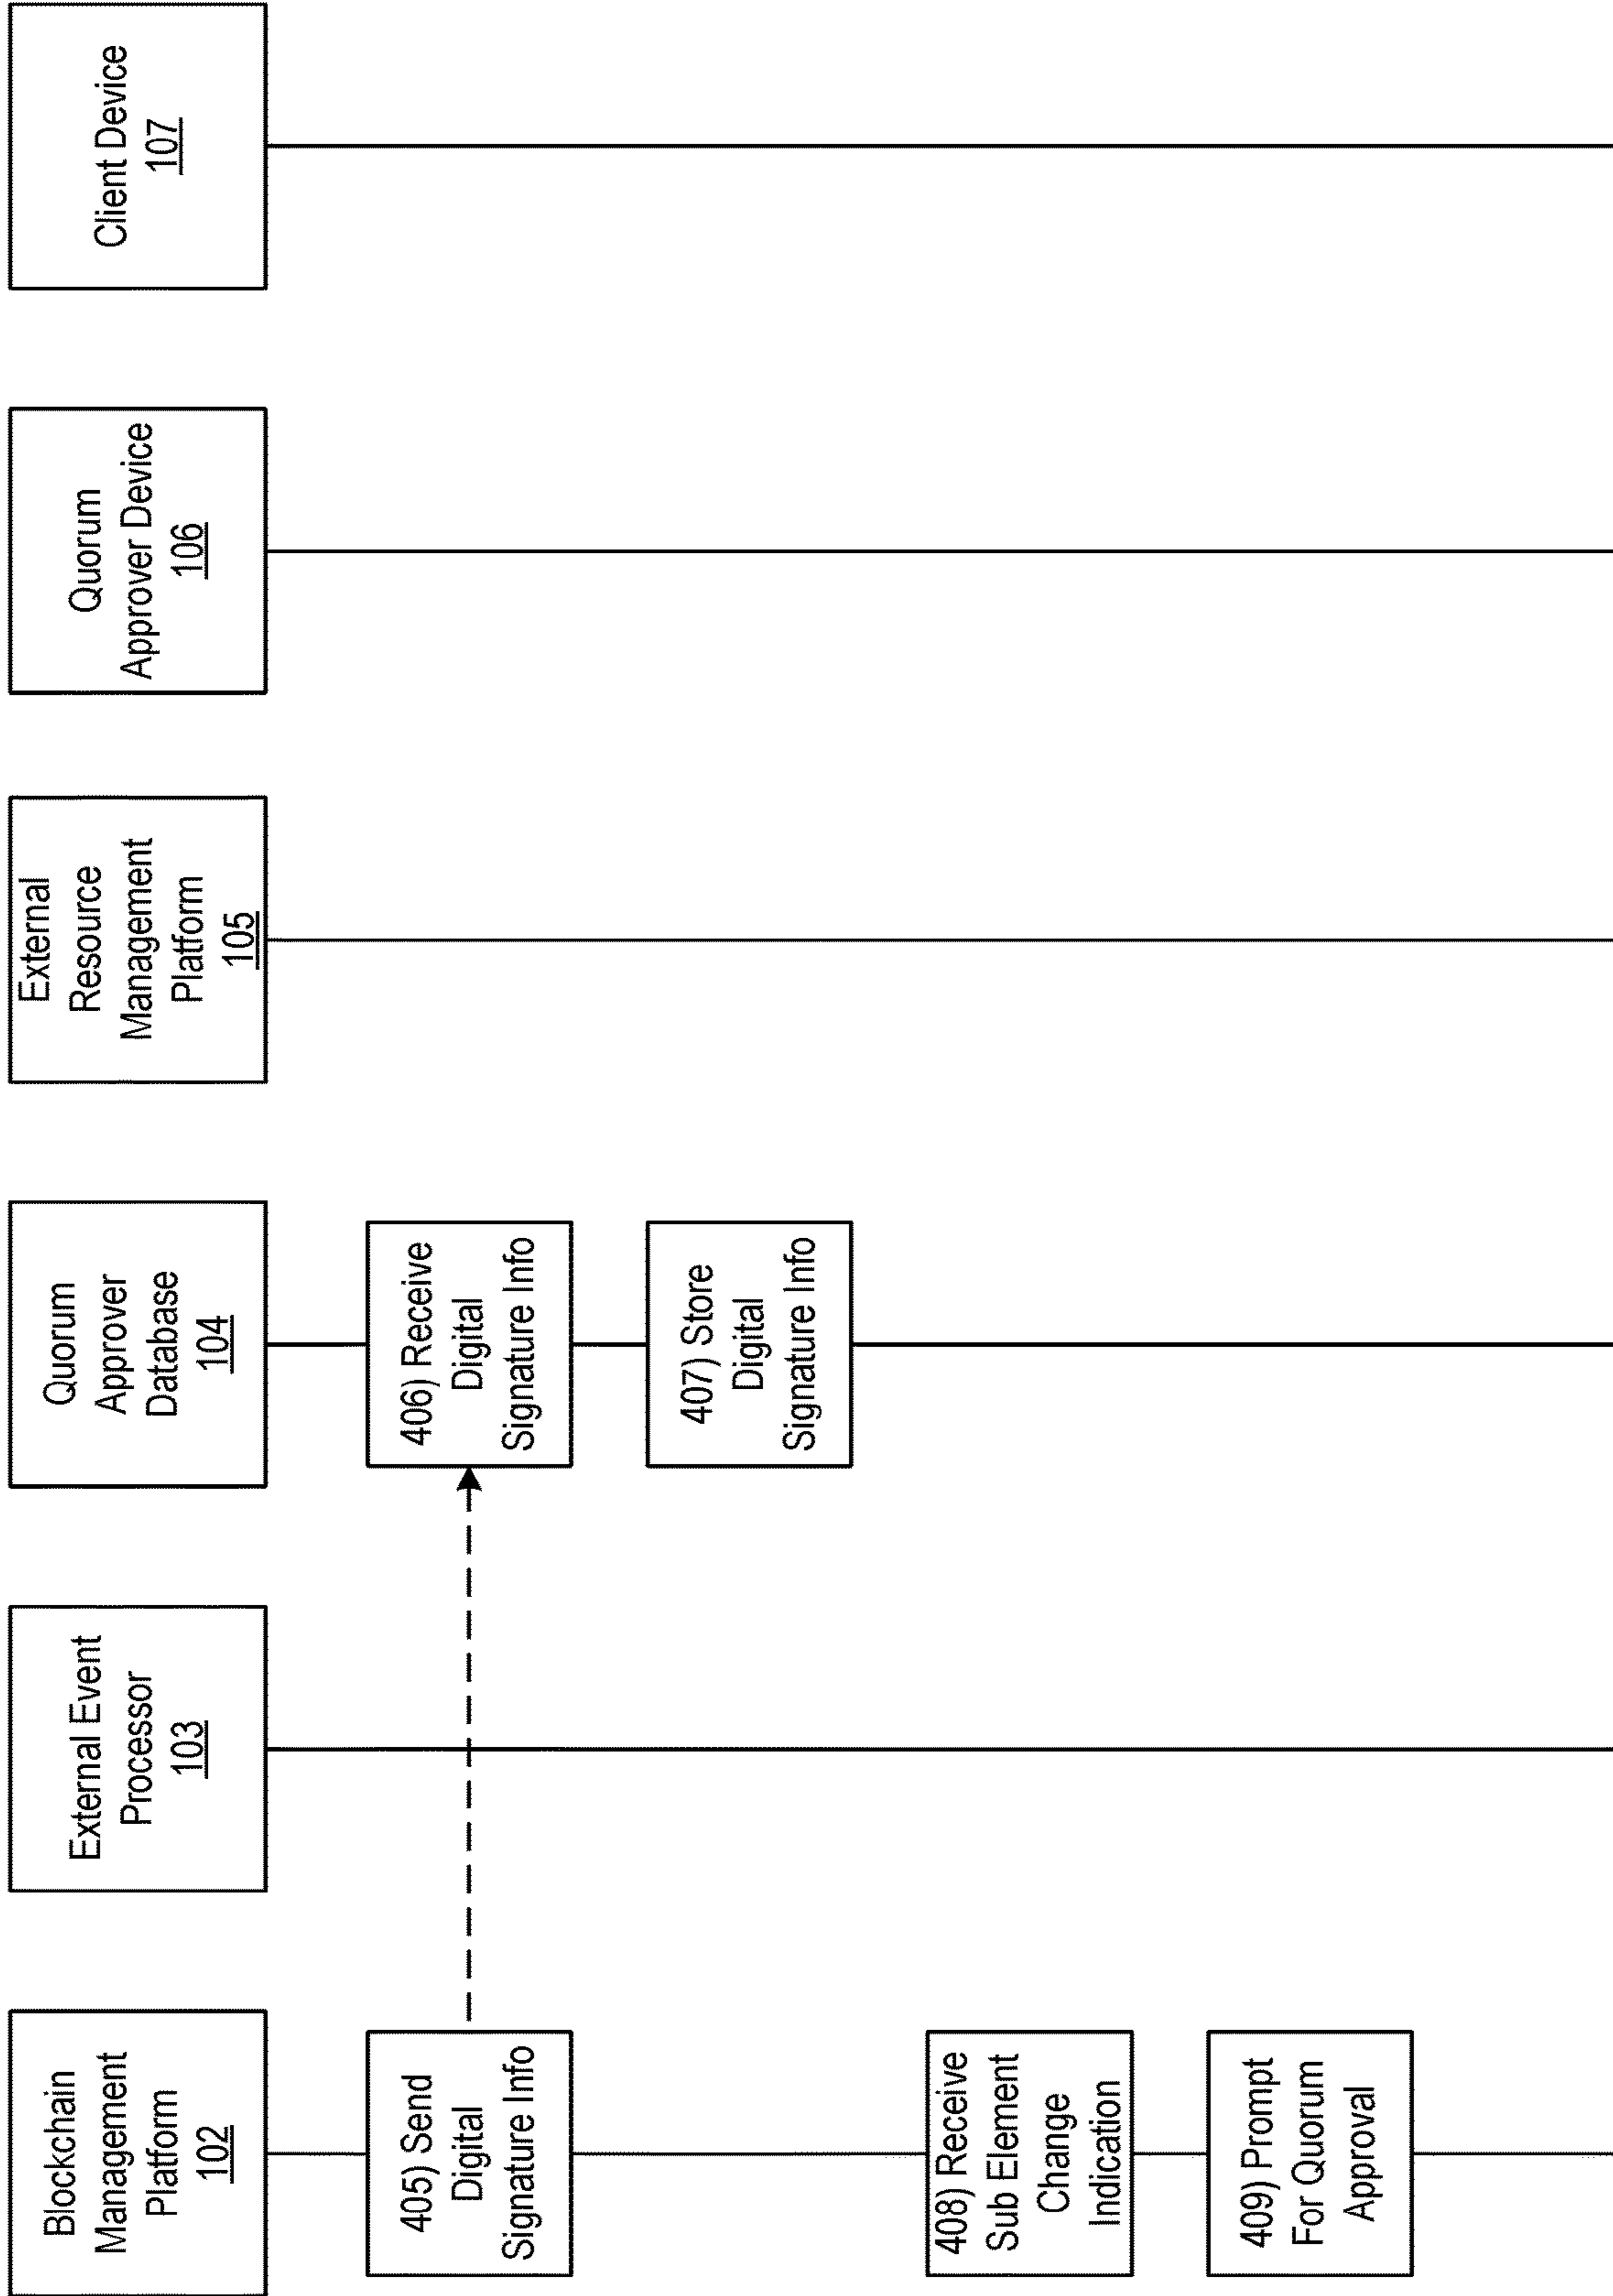 Blockchain
Management
Platform
102
External Event
Processor
103
Quorum
Approver
Database
104
External
Resource
Management
Platform
105
Quorum
Approver Device
106
Client Device
107
405) Send
Digital
Signature Info
406) Receive
Digital
Signature Info
407) Store
Digital
Signature Info
408) Receive
Sub Element
Change
Indication
409) Prompt
For Quorum
Approval